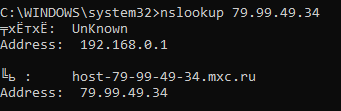 C:\WINDOWS\system32>nslookup 79.99.49.34
╤хЁтхЁ:  UnKnown
Address:  192.168.0.1
╚ь :     host-79-99-49-34.mxc.ru
Address:  79.99.49.34